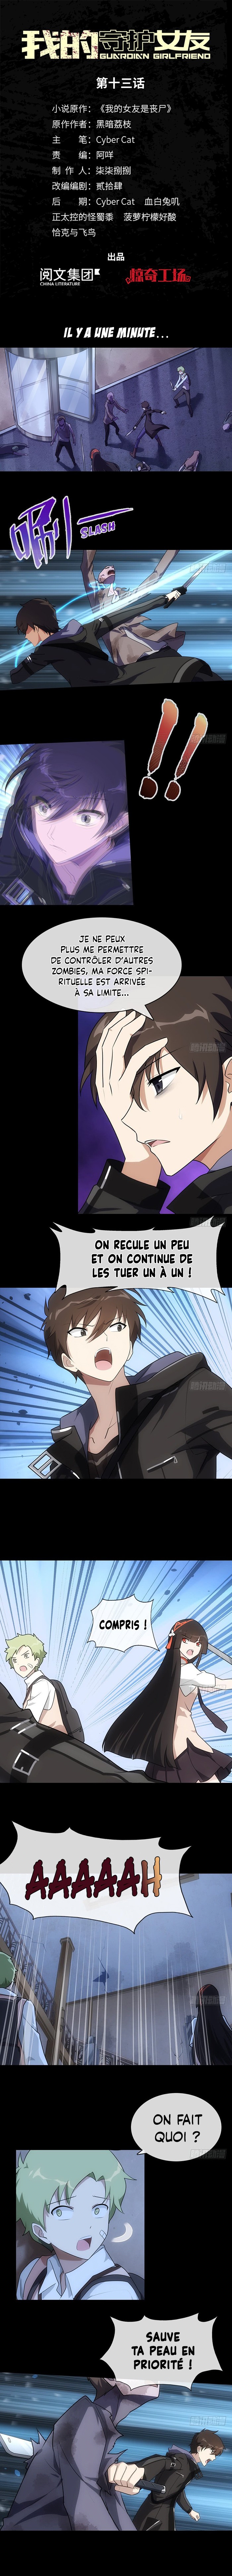 我的守护女友
GUARDIAN GIRLFRIEND
第十三话
小说原作：《我的女友是丧尸》
原作作者：黑暗荔枝
主 笔：Cyber Cat
责 编：阿咩
制 作 人：柒柒捌捌
改编编剧：贰拾肆
后 期：Cyber Cat 血白兔叽
正太控的怪蜀黍 菠萝柠檬好酸
恰克与飞鸟
出品
阅文集团
CHINA LITERATURE
惊奇工场
IL Y A UNE MINUTE...
唰
SLASH
!!
JE NE PEUX
PLUS ME PERMETTRE
DE CONTRÔLER D'AUTRES
ZOMBIES, MA FORCE SPI-
RITUELLE EST ARRIVÉE
À SA LIMITE...
ON RECULE UN PEU
ET ON CONTINUE DE
LES TUER UN À UN !
COMPRIS !
AAAAAH
ON FAIT
QUOI ?
SAUVE
TA PEAU EN
PRIORITÉ !